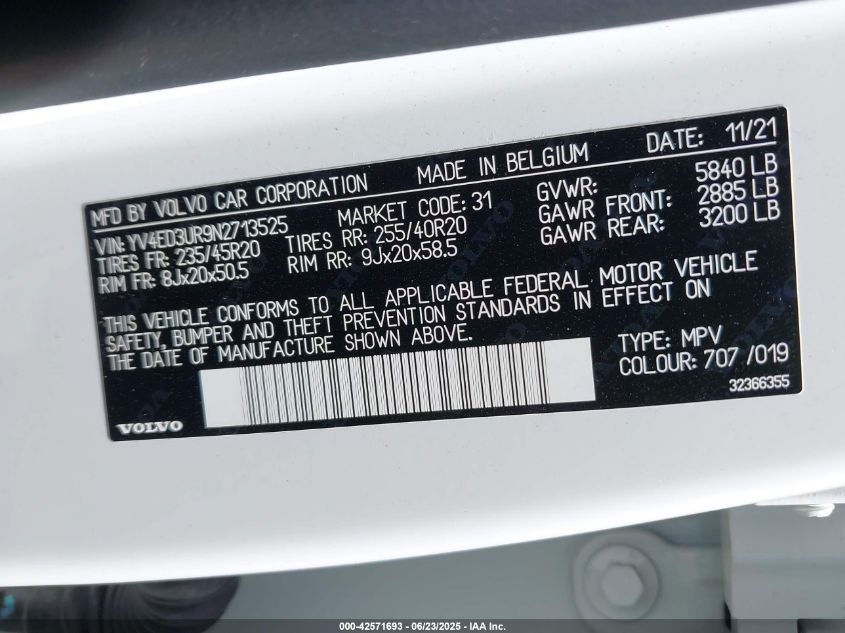 MFD BY VOLVO CAR CORPORATION MADE IN BELGIUM DATE: 11/21
VIN: YV4ED3UR9N2713525 MARKET CODE: 31 GVWR: 5840 LB
TIRES FR: 235/45R20 TIRES RR: 255/40R20 GAWR FRONT: 2885 LB
RIM FR: 8Jx20x50.5 RIM RR: 9Jx20x58.5 GAWR REAR: 3200 LB
THIS VEHICLE CONFORMS TO ALL APPLICABLE FEDERAL MOTOR VEHICLE
SAFETY, BUMPER AND THEFT PREVENTION STANDARDS IN EFFECT ON
THE DATE OF MANUFACTURE SHOWN ABOVE.
TYPE: MPV
COLOUR: 707 /019
32366355
VOLVO
000-42571693 - 06/23/2025 - IAA Inc.